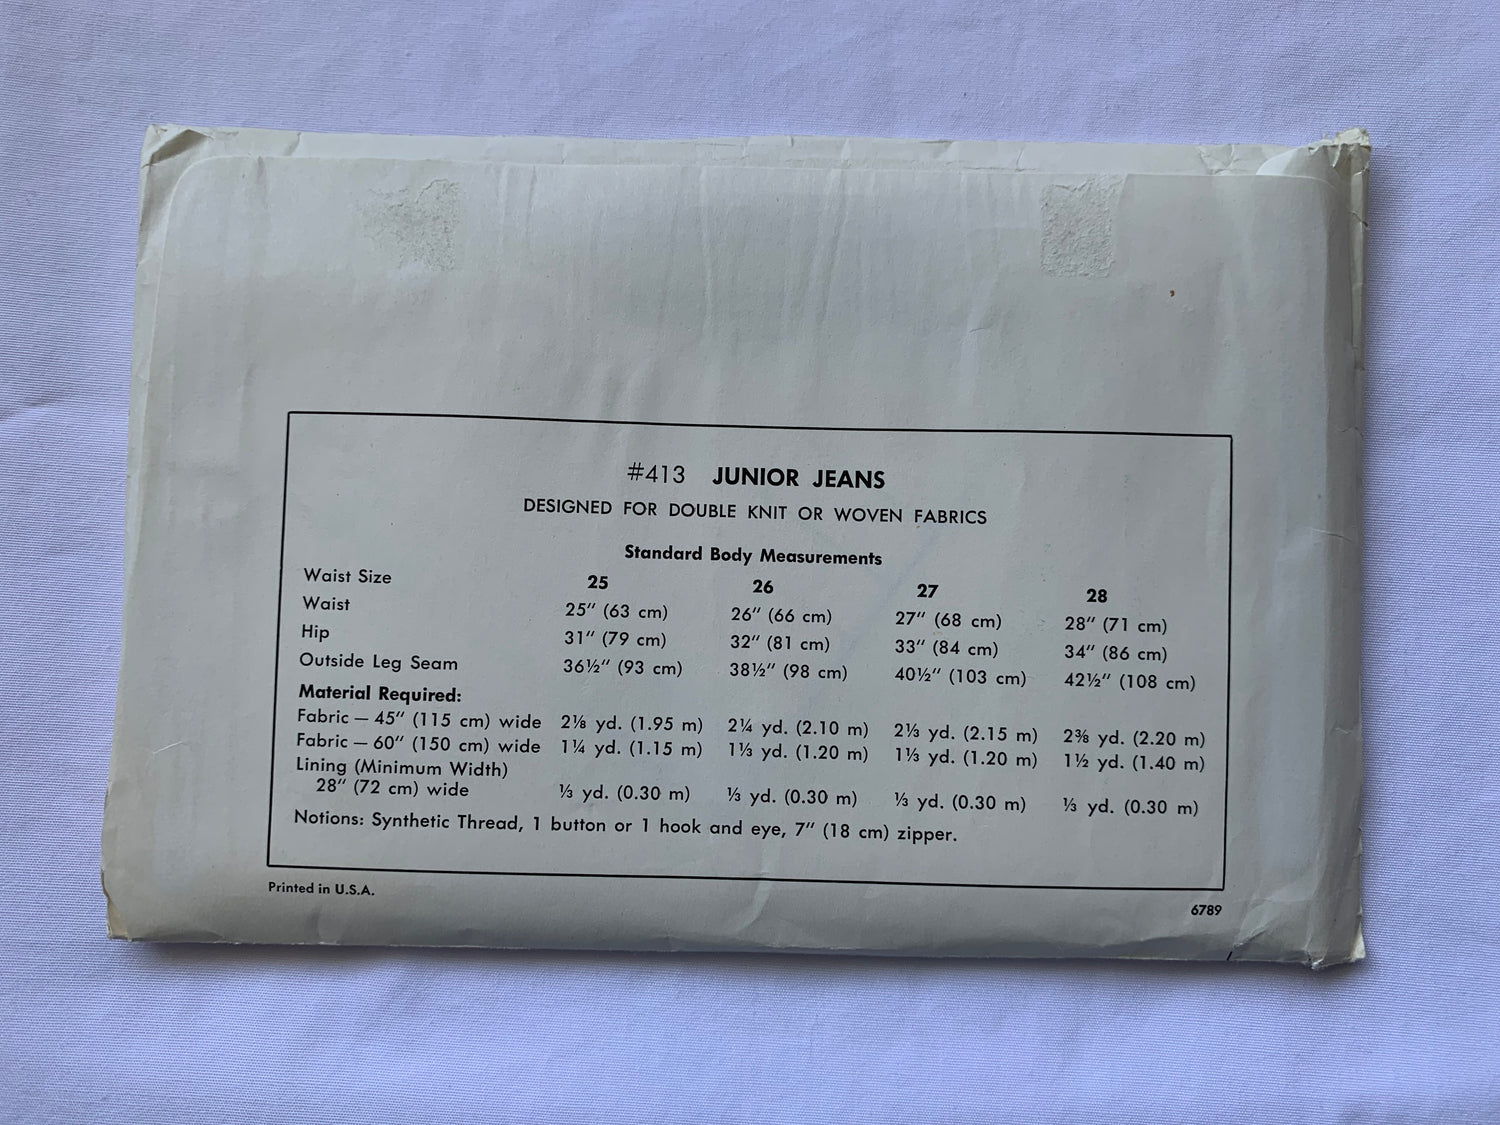 #413 JUNIOR JEANS
DESIGNED FOR DOUBLE KNIT OR WOVEN FABRICS
Standard Body Measurements
Waist Size 25 26 27 28
Waist 25″ (63 cm) 26″ (66 cm) 27″ (68 cm) 28″ (71 cm)
Hip 31″ (79 cm) 32″ (81 cm) 33″ (84 cm) 34″ (86 cm)
Outside Leg Seam 36½″ (93 cm) 38½″ (98 cm) 40½″ (103 cm) 42½″ (108 cm)
Material Required:
Fabric — 45″ (115 cm) wide 2⅛ yd. (1.95 m) 2¼ yd. (2.10 m) 2⅓ yd. (2.15 m) 2⅜ yd. (2.20 m)
Fabric — 60″ (150 cm) wide 1¼ yd. (1.15 m) 1⅓ yd. (1.20 m) 1⅓ yd. (1.20 m) 1½ yd. (1.40 m)
Lining (Minimum Width)
28″ (72 cm) wide ⅓ yd. (0.30 m) ⅓ yd. (0.30 m) ⅓ yd. (0.30 m) ⅓ yd. (0.30 m)
Notions: Synthetic Thread, 1 button or 1 hook and eye, 7″ (18 cm) zipper.
Printed in U.S.A.
6789